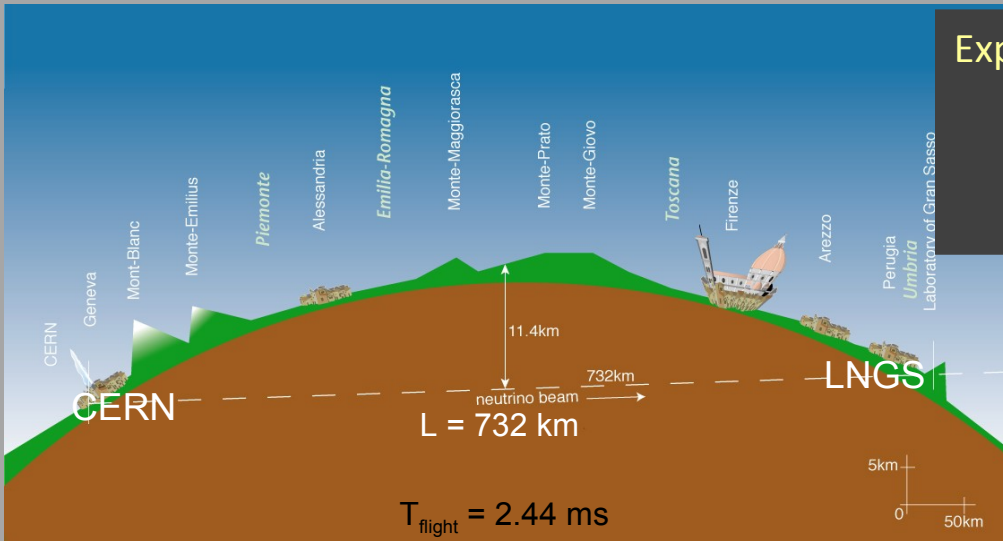 Exp
CERN
Geneva
Mont-Blanc
Monte-Emilius
Piemonte
Alessandria
Emilia-Romagna
Monte-Maggiorasca
Monte-Prato
Monte-Giovo
Toscana
Firenze
Arezzo
Perugia
Umbria
Laboratory of Gran Sasso
11.4km
732km
LNGS
CERN
neutrino beam
L = 732 km
5km
0
50km
Tflight = 2.44 ms